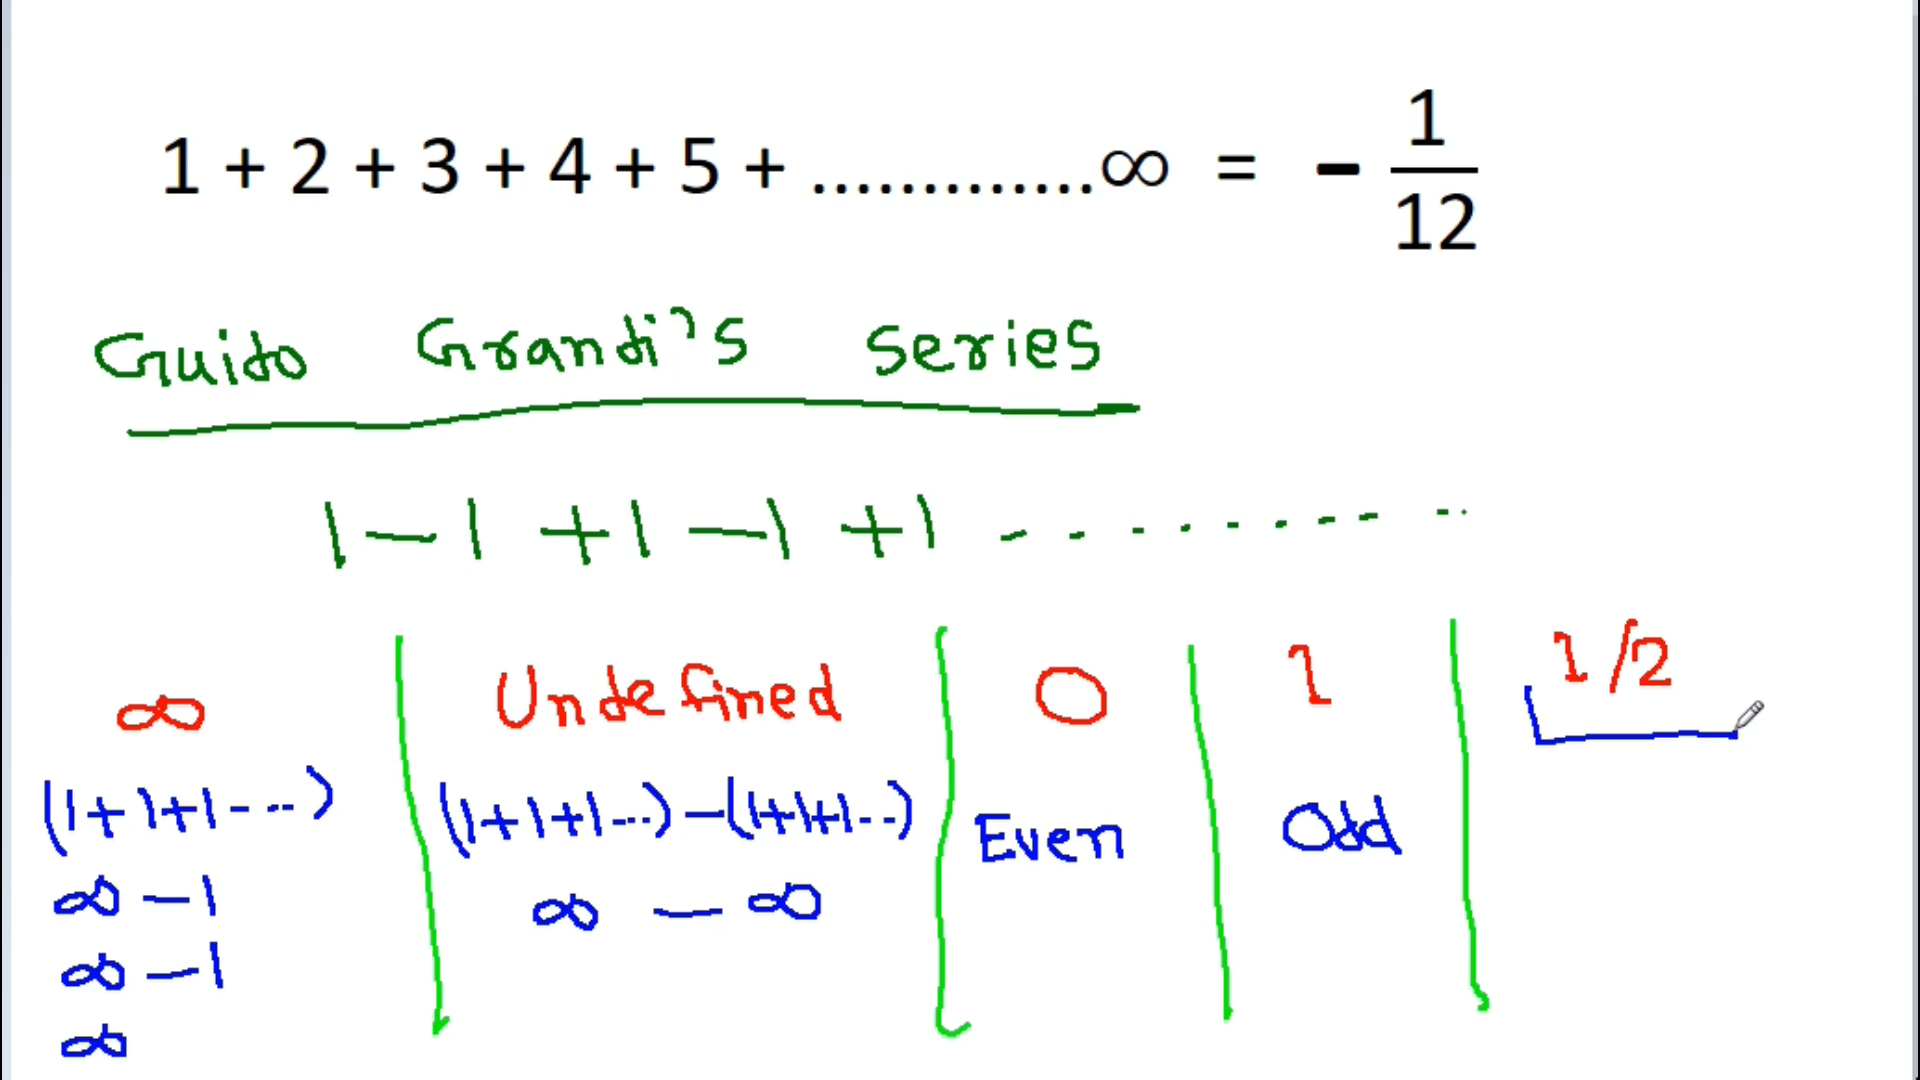 1 + 2 + 3 + 4 + 5 + .............∞ = - 1/12
Guido Grandi's series
1 - 1 + 1 - 1 + 1 - - - - - - - - - -
∞ | Undefined | 0 | 1 | 1/2
(1+1+1----) | (1+1+1...)-(1+1+1...) | Even | Odd
∞ - 1 | ∞ - ∞
∞ - 1
∞